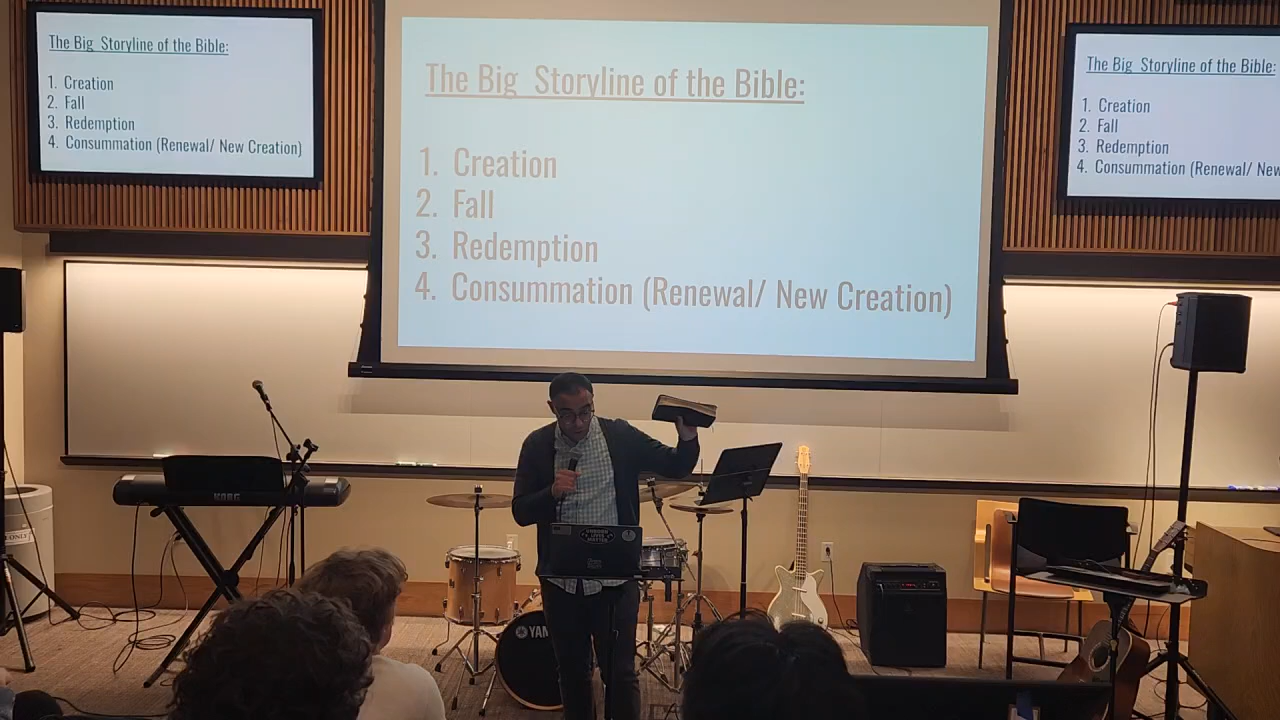 The Big Storyline of the Bible:
1. Creation
2. Fall
3. Redemption
4. Consummation (Renewal/ New Creation)
The Big Storyline of the Bible:
1. Creation
2. Fall
3. Redemption
4. Consummation (Renewal/ New Creation)
The Big Storyline of the Bible:
1. Creation
2. Fall
3. Redemption
4. Consummation (Renewal/ New
KORG
YAM
ONLY